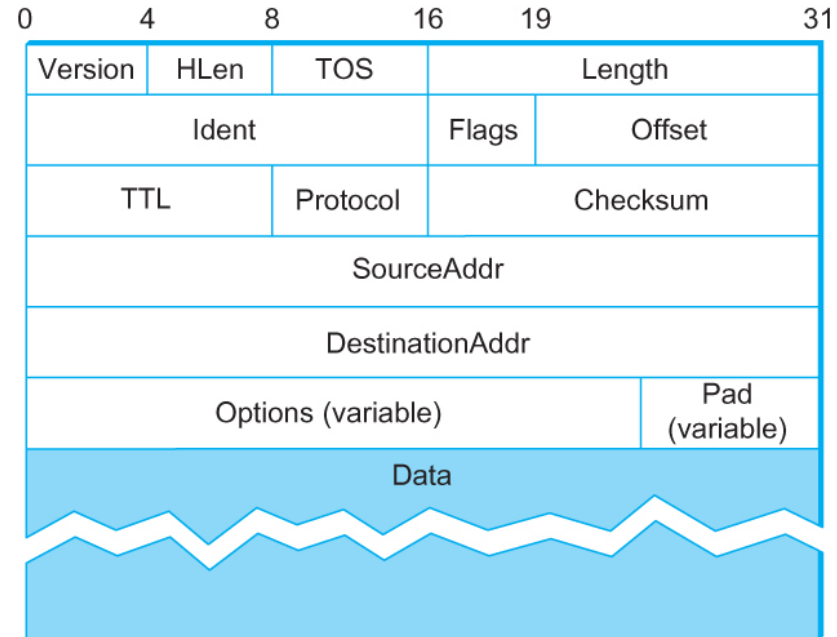 0 4 8 16 19 31
Version HLen TOS Length
Ident Flags Offset
TTL Protocol Checksum
SourceAddr
DestinationAddr
Options (variable) Pad
(variable)
Data